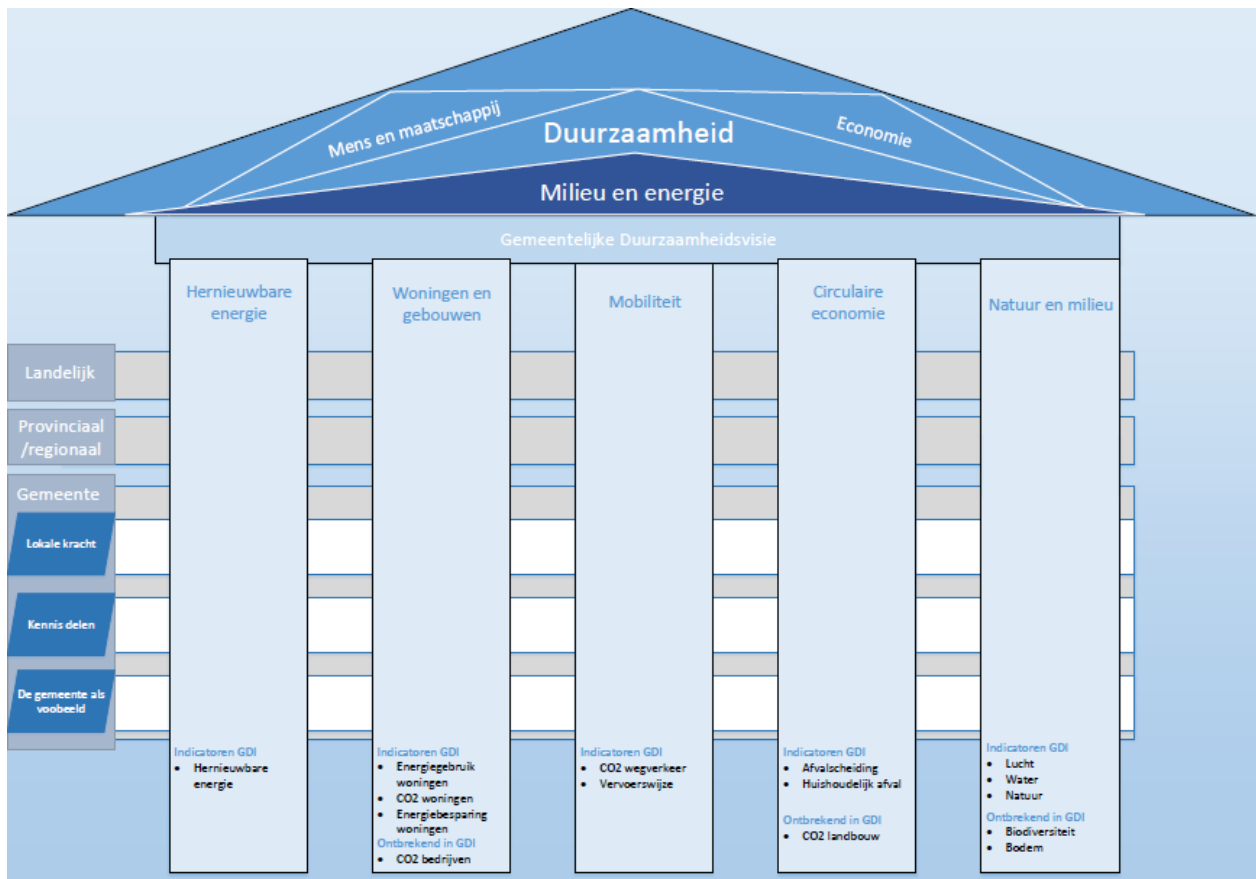 Mens en maatschappij
Duurzaamheid
Economie
Milieu en energie
Gemeentelijke Duurzaamheidsvisie
Hernieuwbare
energie
Woningen en
gebouwen
Mobiliteit
Circulaire
economie
Natuur en milieu
Landelijk
Provinciaal
/regionaal
Gemeente
Lokale kracht
Kennis delen
De gemeente als
voobeeld
Indicatoren GDI
• Hernieuwbare
energie
Indicatoren GDI
• Energiegebruik
woningen
• CO2 woningen
• Energiebesparing
woningen
Ontbrekend in GDI
• CO2 bedrijven
Indicatoren GDI
• CO2 wegverkeer
• Vervoerswijze
Indicatoren GDI
• Afvalscheiding
• Huishoudelijk afval
Ontbrekend in GDI
• CO2 landbouw
Indicatoren GDI
• Lucht
• Water
• Natuur
Ontbrekend in GDI
• Biodiversiteit
• Bodem